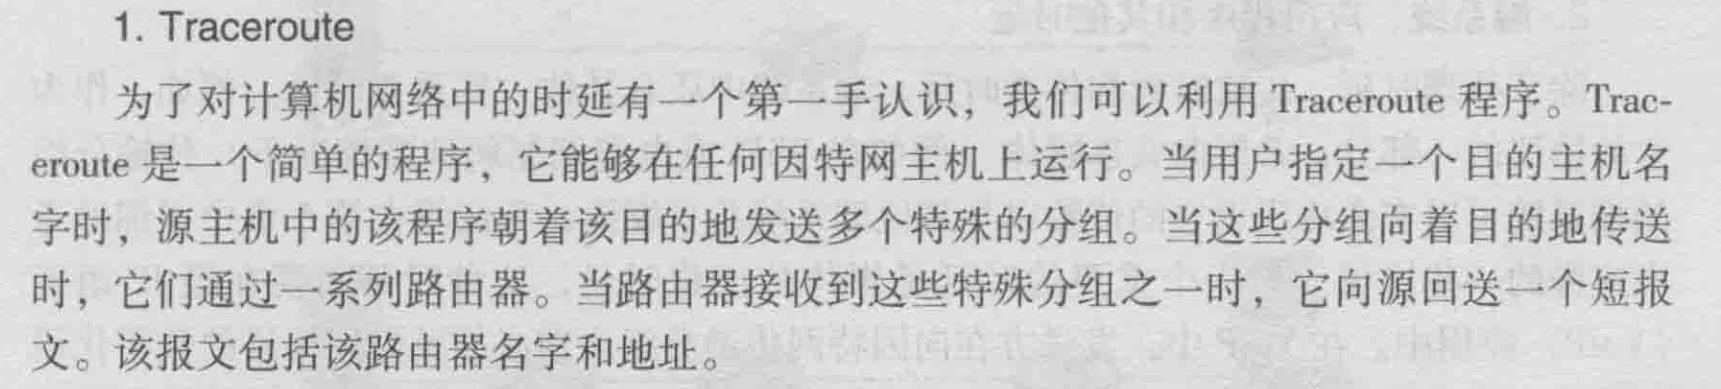 1. Traceroute
为了对计算机网络中的时延有一个第一手认识，我们可以利用 Traceroute 程序。Trac-
eroute 是一个简单的程序，它能够在任何因特网主机上运行。当用户指定一个目的主机名
字时，源主机中的该程序朝着该目的地发送多个特殊的分组。当这些分组向着目的地传送
时，它们通过一系列路由器。当路由器接收到这些特殊分组之一时，它向源回送一个短报
文。该报文包括该路由器名字和地址。